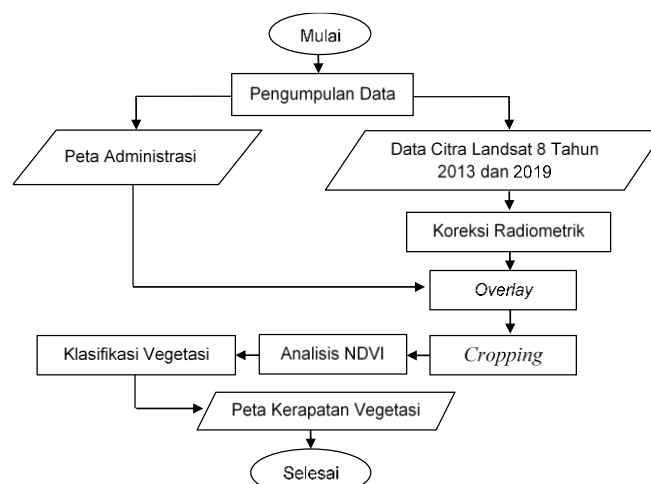 Mulai
Pengumpulan Data
Peta Administrasi
Data Citra Landsat 8 Tahun
2013 dan 2019
Koreksi Radiometrik
Overlay
Klasifikasi Vegetasi
Analisis NDVI
Cropping
Peta Kerapatan Vegetasi
Selesai